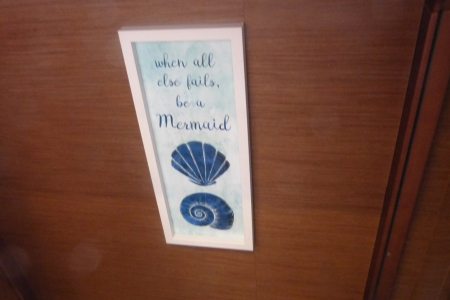 when all
else fails,
be a
Mermaid